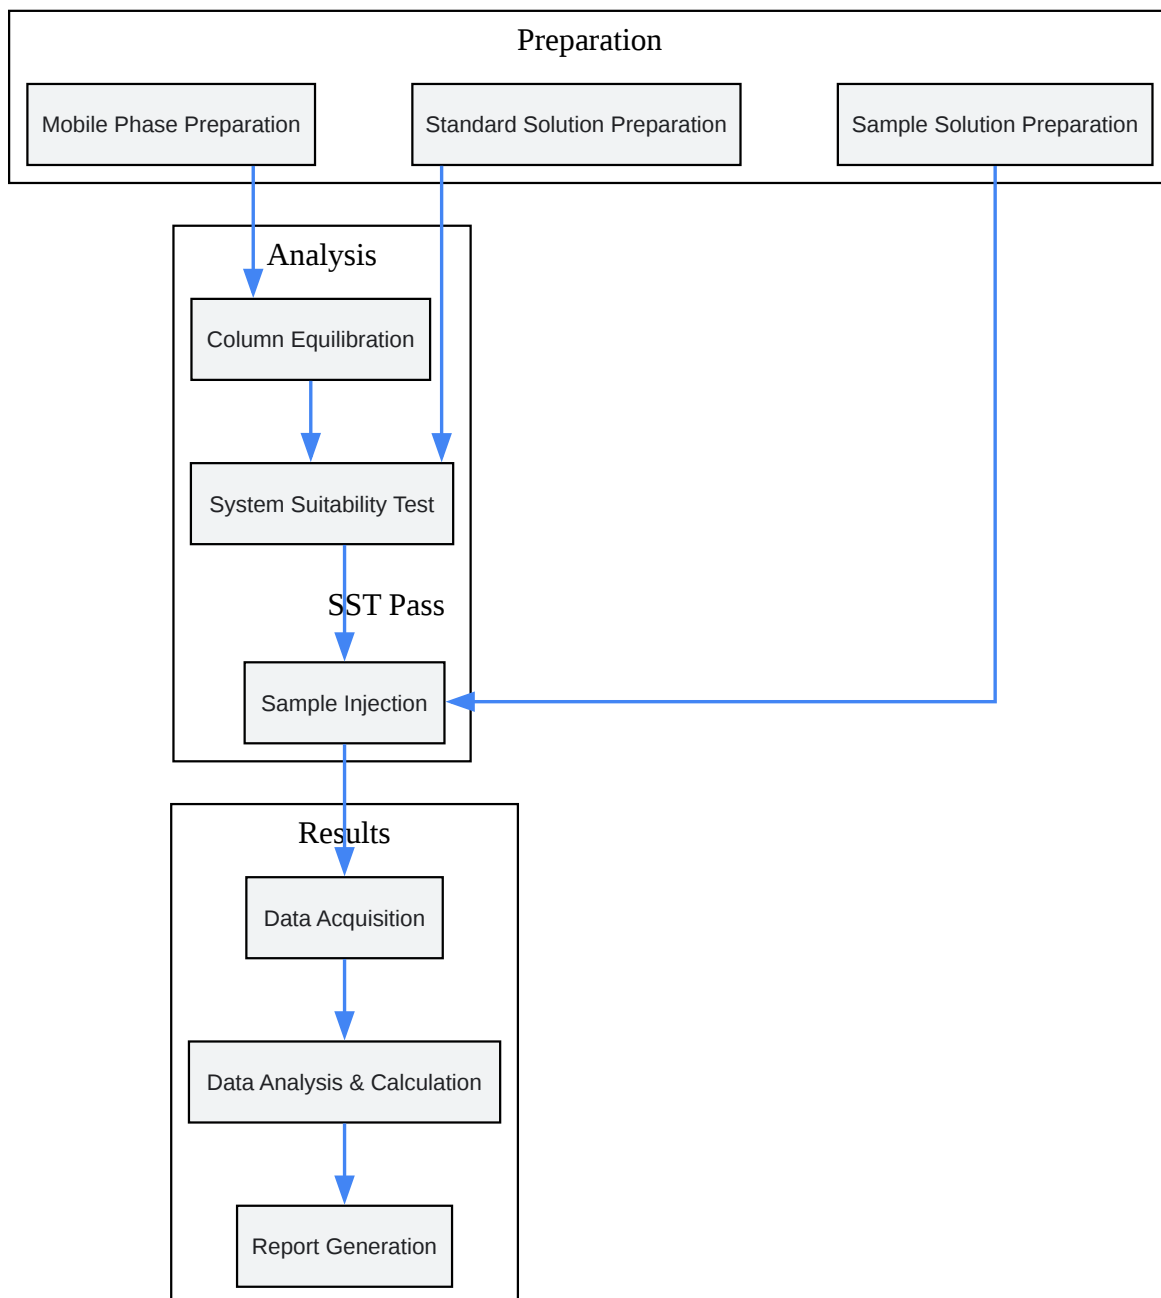 Preparation
Mobile Phase Preparation
Standard Solution Preparation
Sample Solution Preparation
Analysis
Column Equilibration
System Suitability Test
SST Pass
Sample Injection
Results
Data Acquisition
Data Analysis & Calculation
Report Generation